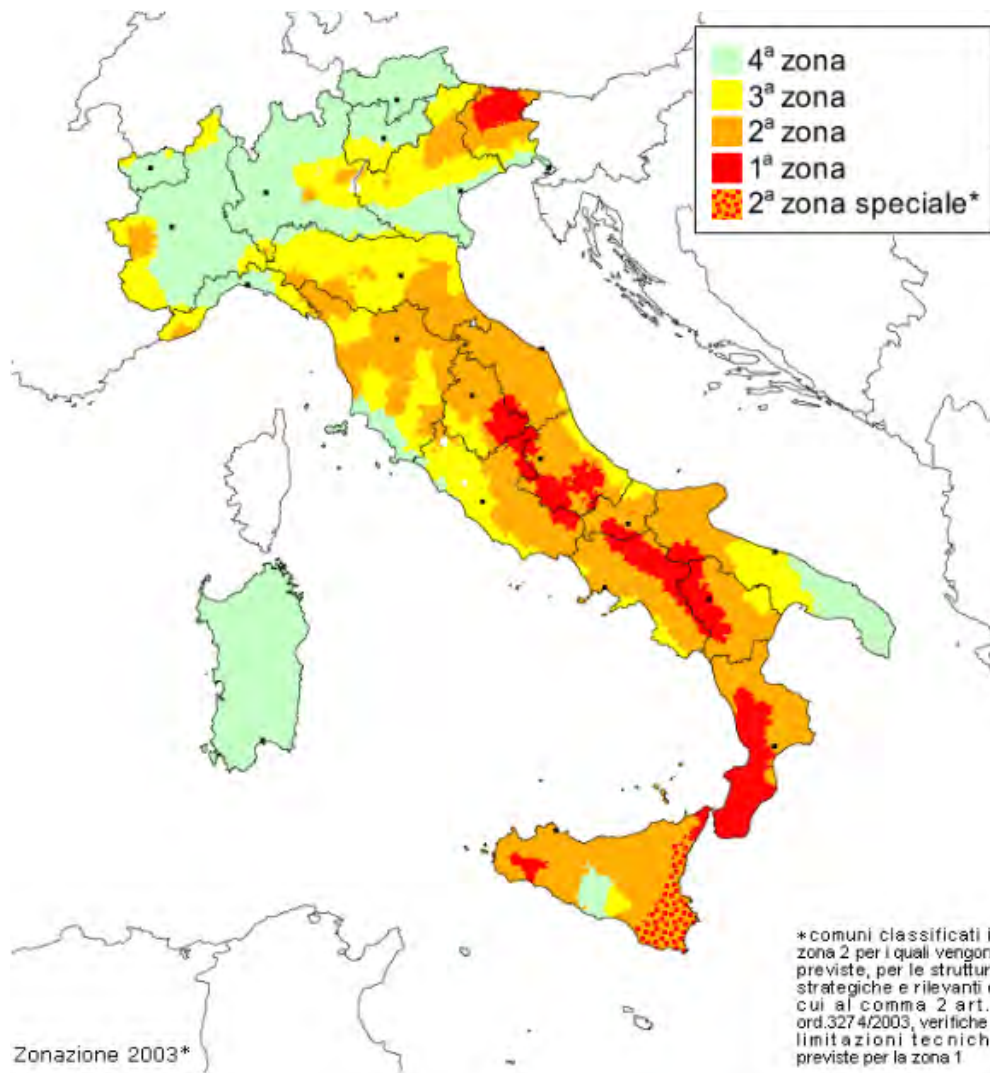 4ª zona
3ª zona
2ª zona
1ª zona
2ª zona speciale*
*comuni classificati i
zona 2 per i quali vengon
previste, per le struttur
strategiche e rilevanti
cui al comma 2 art.
ord.3274/2003, verifiche
limitazioni tecnich
previste per la zona 1
Zonazione 2003*